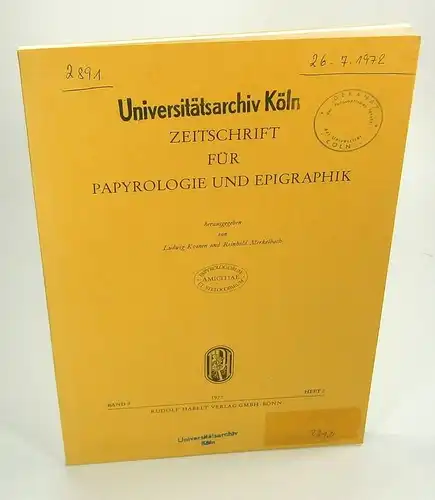 2891
26.7.1972
Universitätsarchiv Köln
ZEITSCHRIFT
FÜR
PAPYROLOGIE UND EPIGRAPHIK
herausgegeben
von
Ludwig Koenen und Reinhold Merkelbach
AMICITIAE
BAND 9
1972
HEFT
RUDOLF HABELT VERLAG GMBH · BONN
Universitätsarchiv
Köln